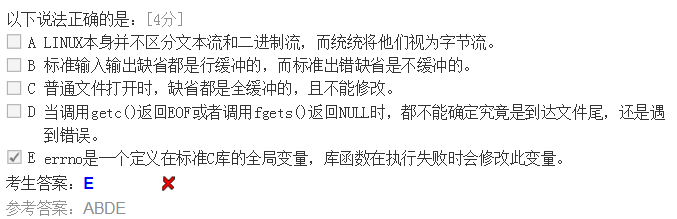 以下说法正确的是：[4分]
A LINUX本身并不区分文本流和二进制流，而统统将他们视为字节流。
B 标准输入输出缺省都是行缓冲的，而标准出错缺省是不缓冲的。
C 普通文件打开时，缺省都是全缓冲的，且不能修改。
D 当调用getc()返回EOF或者调用fgets()返回NULL时，都不能确定究竟是到达文件尾，还是遇
到错误。
E errno是一个定义在标准C库的全局变量，库函数在执行失败时会修改此变量。
考生答案：E
参考答案：ABDE